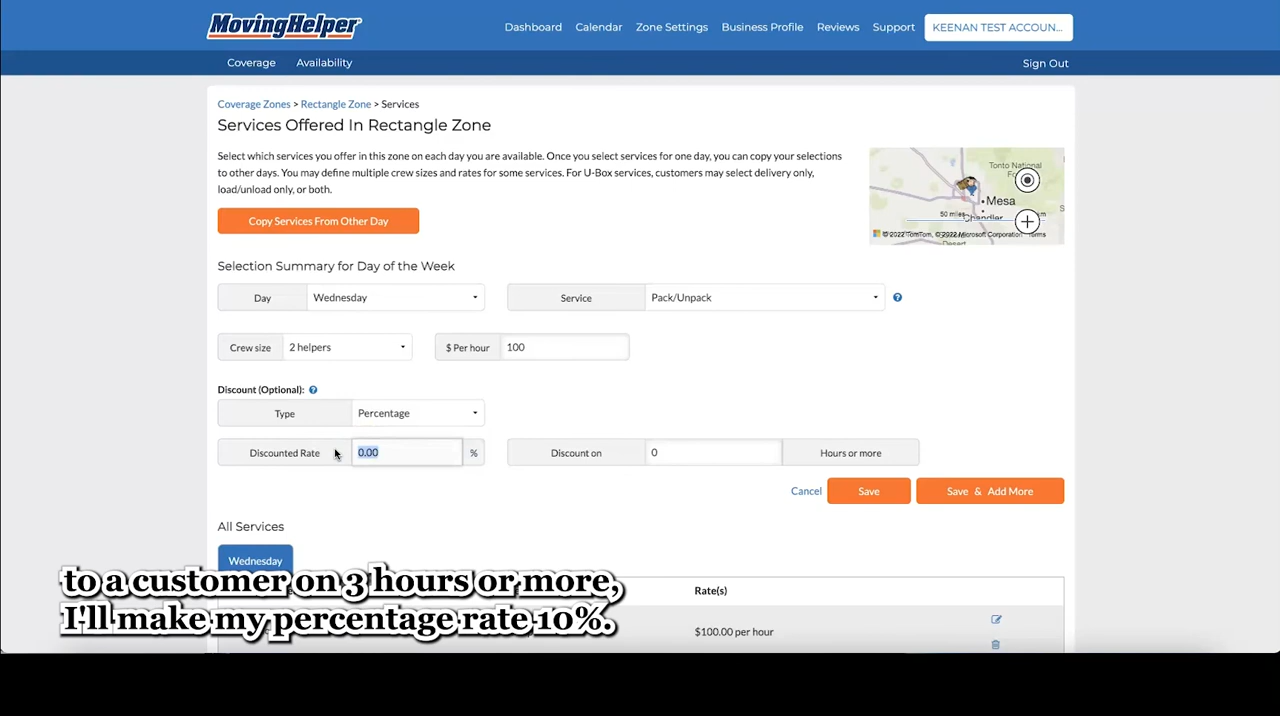 MovingHelper
Dashboard Calendar Zone Settings Business Profile Reviews Support KEENAN TEST ACCOUN...
Coverage Availability Sign Out
Coverage Zones > Rectangle Zone > Services
Services Offered In Rectangle Zone
Select which services you offer in this zone on each day you are available. Once you select services for one day, you can copy your selections
to other days. You may define multiple crew sizes and rates for some services. For U-Box services, customers may select delivery only,
load/unload only, or both.
Tonto National
Mesa
50 miles
Chandler
© 2022 TomTom, © 2022 Microsoft Corporation Terms
Copy Services From Other Day
Selection Summary for Day of the Week
Day Wednesday Service Pack/Unpack ?
Crew size 2 helpers $ Per hour 100
Discount (Optional): ?
Type Percentage
Discounted Rate 0.00 % Discount on 0 Hours or more
Cancel Save Save & Add More
All Services
Wednesday
Rate(s)
$100.00 per hour
to a customer on 3 hours or more,
I'll make my percentage rate 10%.